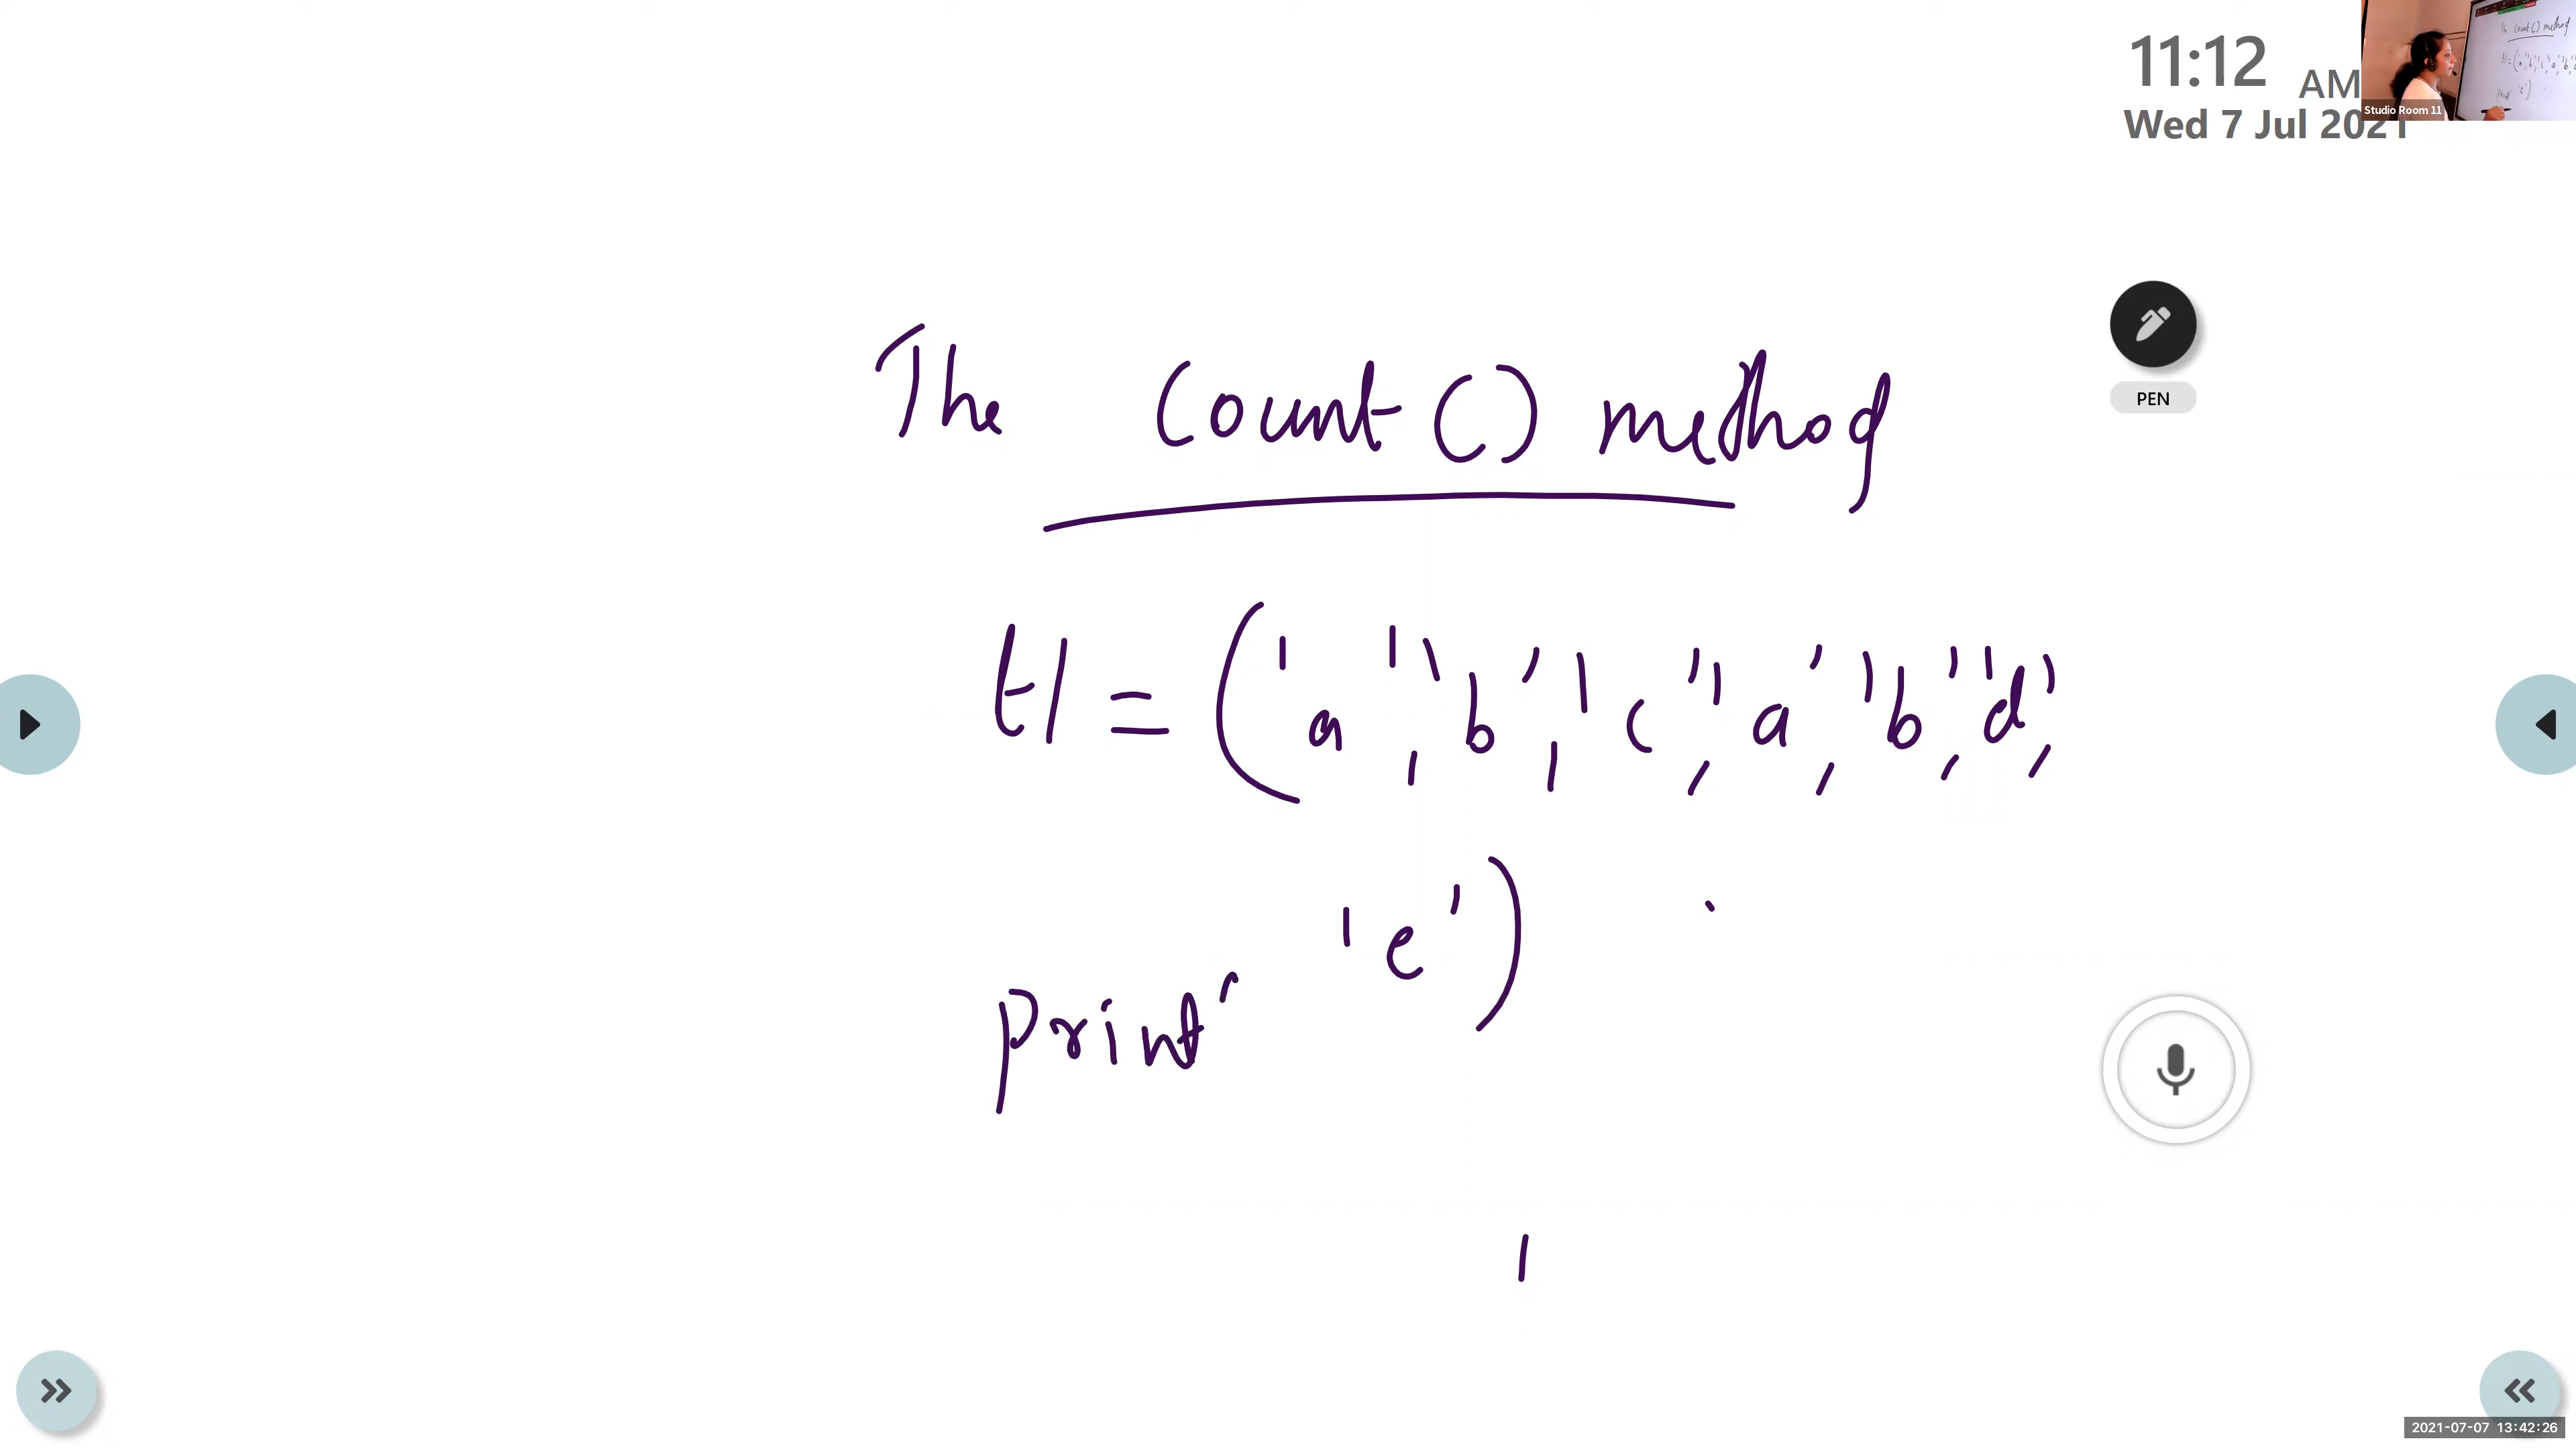 11:12 AM
Wed 7 Jul 2021
Studio Room 11
PEN
The Count() method
t1 = ('a', 'b', 'c', 'a', 'b', 'd',
'e')
print
2021-07-07 13:42:26